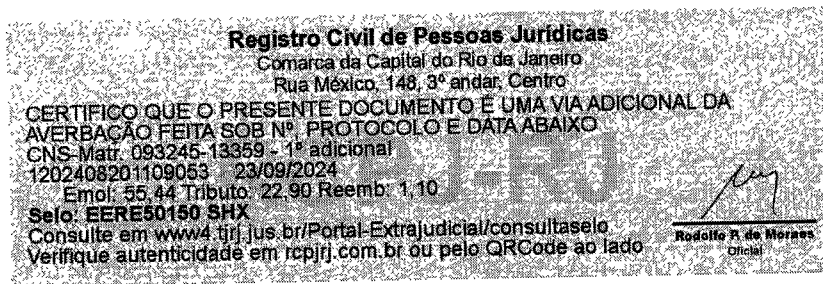 Registro Civil de Pessoas Jurídicas
Comarca da Capital do Rio de Janeiro
Rua México, 148, 3º andar, Centro
CERTIFICO QUE O PRESENTE DOCUMENTO É UMA VIA ADICIONAL DA
AVERBAÇÃO FEITA SOB Nº, PROTOCOLO E DATA ABAIXO
CNS-Matr. 093245-13359 - 1º adicional
1202408201109053 23/09/2024
Emol: 55,44 Tributo: 22,90 Reemb: 1,10
Selo: EERE50150 SHX
Consulte em www4.tjrj.jus.br/Portal-Extrajudicial/consultaselo
Verifique autenticidade em rcpjrj.com.br ou pelo QRCode ao lado
Rodolfo P. de Moraes
Oficial